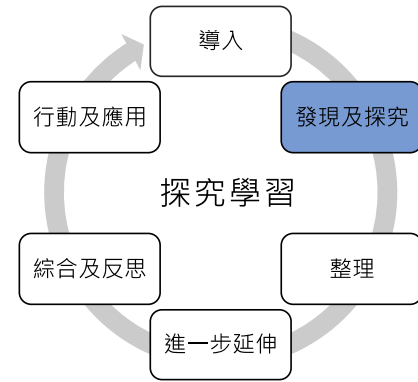 導入
行動及應用
發現及探究
探究學習
綜合及反思
整理
進一步延伸